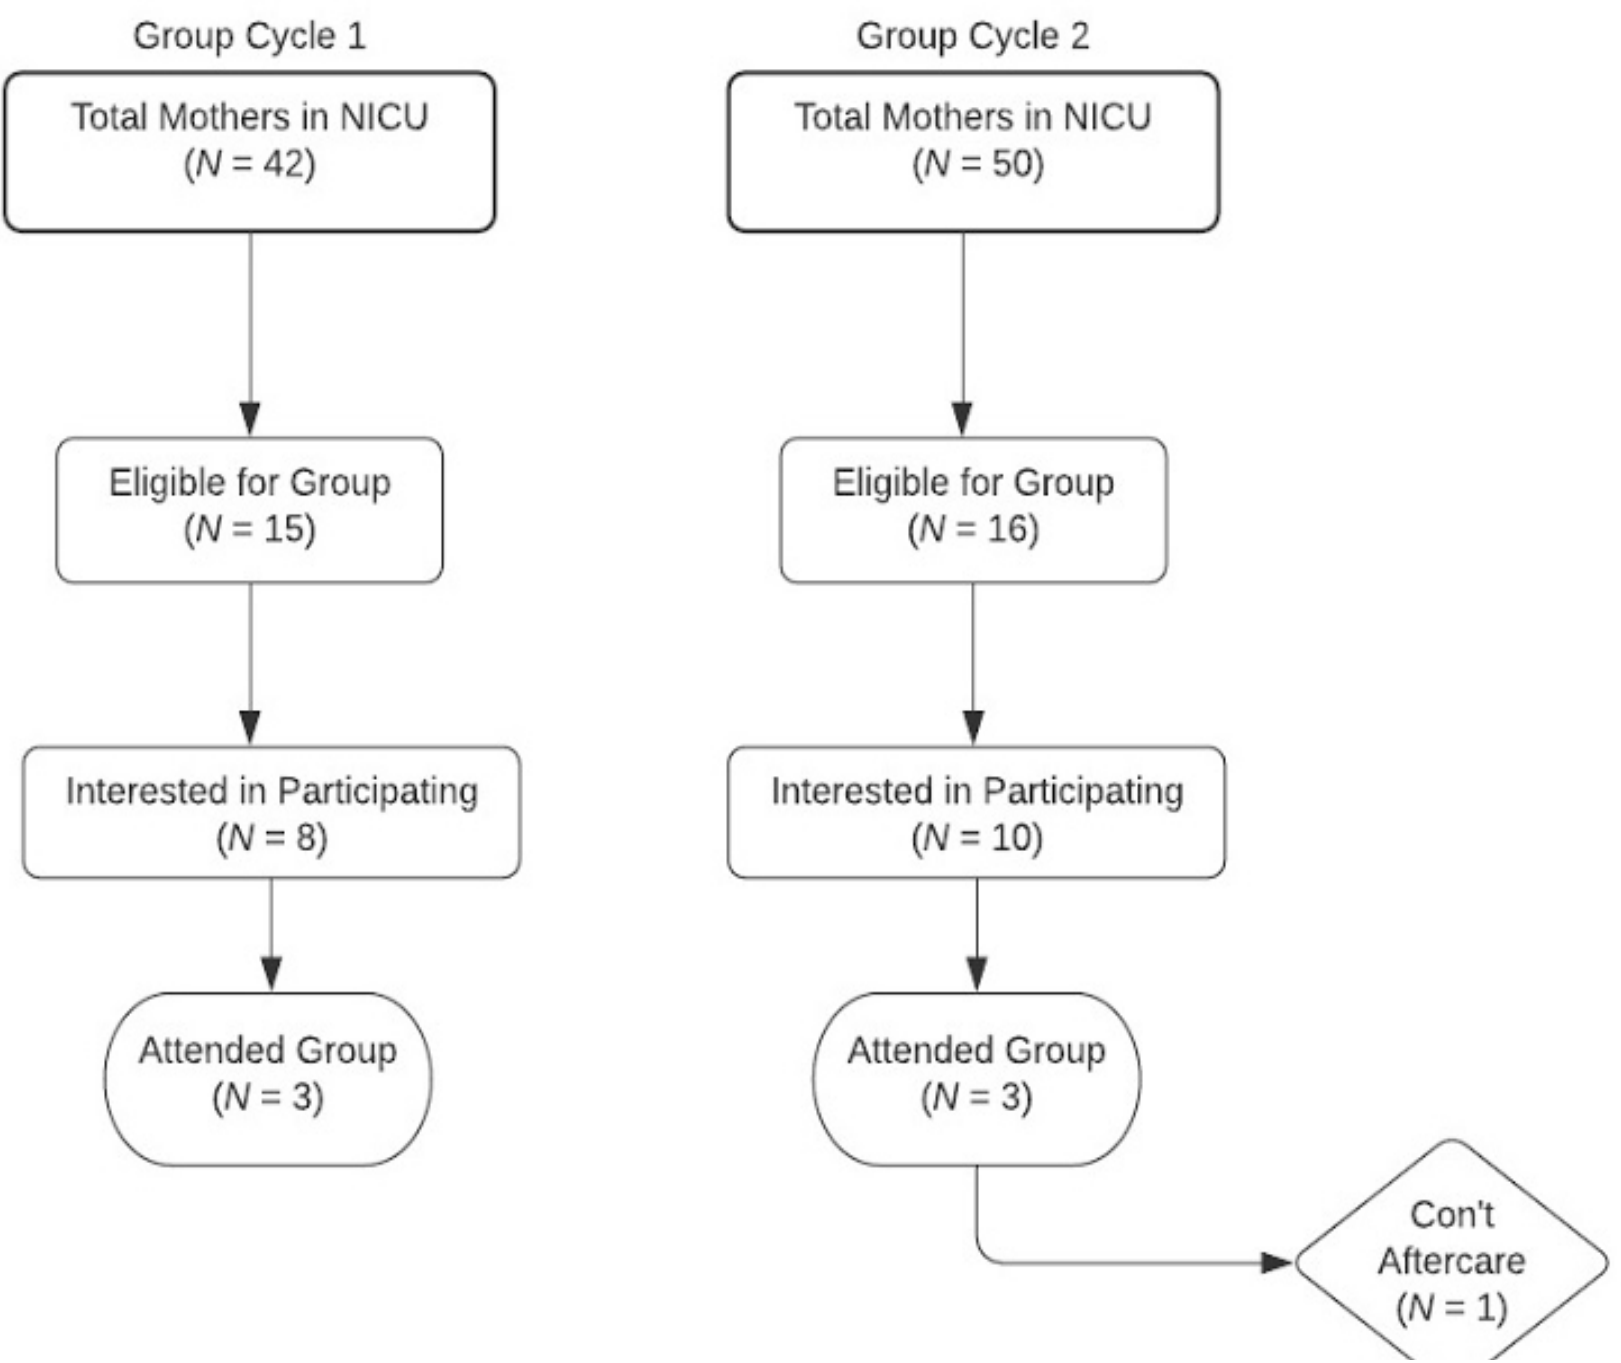 Group Cycle 1
Total Mothers in NICU
(N = 42)
Eligible for Group
(N = 15)
Interested in Participating
(N = 8)
Attended Group
(N = 3)
Group Cycle 2
Total Mothers in NICU
(N = 50)
Eligible for Group
(N = 16)
Interested in Participating
(N = 10)
Attended Group
(N = 3)
Con't
Aftercare
(N = 1)